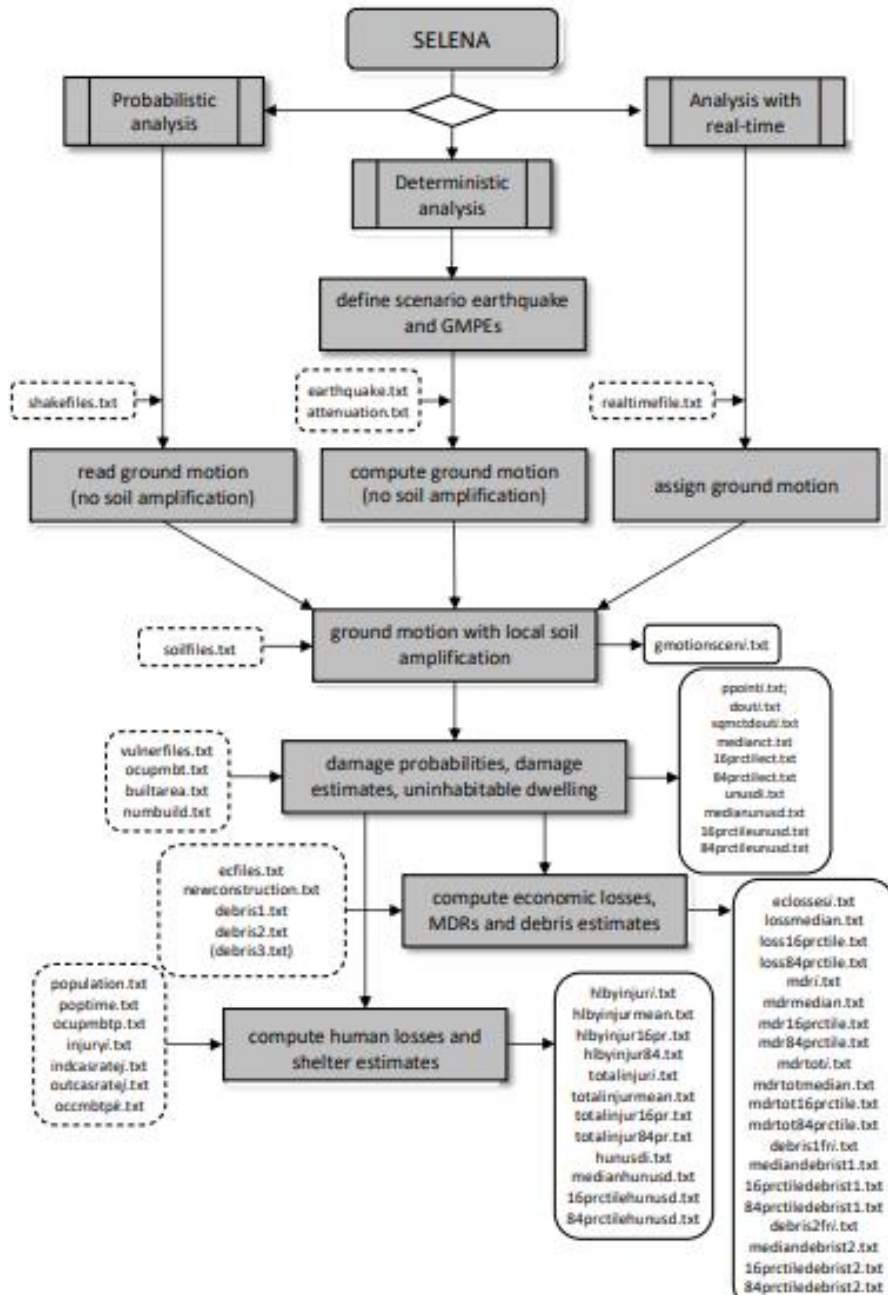 SELENA
Probabilistic
analysis
Analysis with
real-time
Deterministic
analysis
define scenario earthquake
and GMPEs
shakefiles.txt
earthquake.txt
attenuation.txt
realtimefile.txt
read ground motion
(no soil amplification)
compute ground motion
(no soil amplification)
assign ground motion
soilfiles.txt
ground motion with local soil
amplification
gmotionsceni.txt
vulnerfiles.txt
ocupmbt.txt
builtarea.txt
numbuild.txt
damage probabilities, damage
estimates, uninhabitable dwelling
ppointi.txt;
douti.txt
sqmctdouti.txt
medianct.txt
16prctilect.txt
84prctilect.txt
unusdi.txt
medianunusd.txt
16prctileunusd.txt
84prctileunusd.txt
ecfiles.txt
newconstruction.txt
debris1.txt
debris2.txt
(debris3.txt)
compute economic losses,
MDRs and debris estimates
eclossesi.txt
lossmedian.txt
loss16prctile.txt
loss84prctile.txt
mdri.txt
mdrmedian.txt
mdr16prctile.txt
mdr84prctile.txt
mdrtoti.txt
mdrtotmedian.txt
mdrtot16prctile.txt
mdrtot84prctile.txt
debris1fni.txt
mediandebrist1.txt
16prctiledebrist1.txt
84prctiledebrist1.txt
debris2fni.txt
mediandebrist2.txt
16prctiledebrist2.txt
84prctiledebrist2.txt
population.txt
poptime.txt
ocupmbtp.txt
injuryi.txt
indcasratej.txt
outcasratej.txt
compute human losses and
shelter estimates
hlbyinjuri.txt
hlbyinjurmean.txt
hlbyinjur16pr.txt
hlbyinjur84.txt
totalinjuri.txt
totalinjurmean.txt
totalinjur16pr.txt
totalinjur84pr.txt
hunusdi.txt
medianhunusd.txt
16prctilehunusd.txt
84prctilehunusd.txt